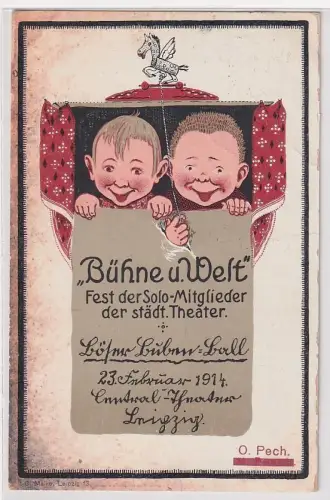 „Bühne u. Welt"
Fest der Solo-Mitglieder
der städt. Theater.
Böser Buben-Ball
23. Februar 1914.
Central-Theater
Leipzig.
O. Pech.